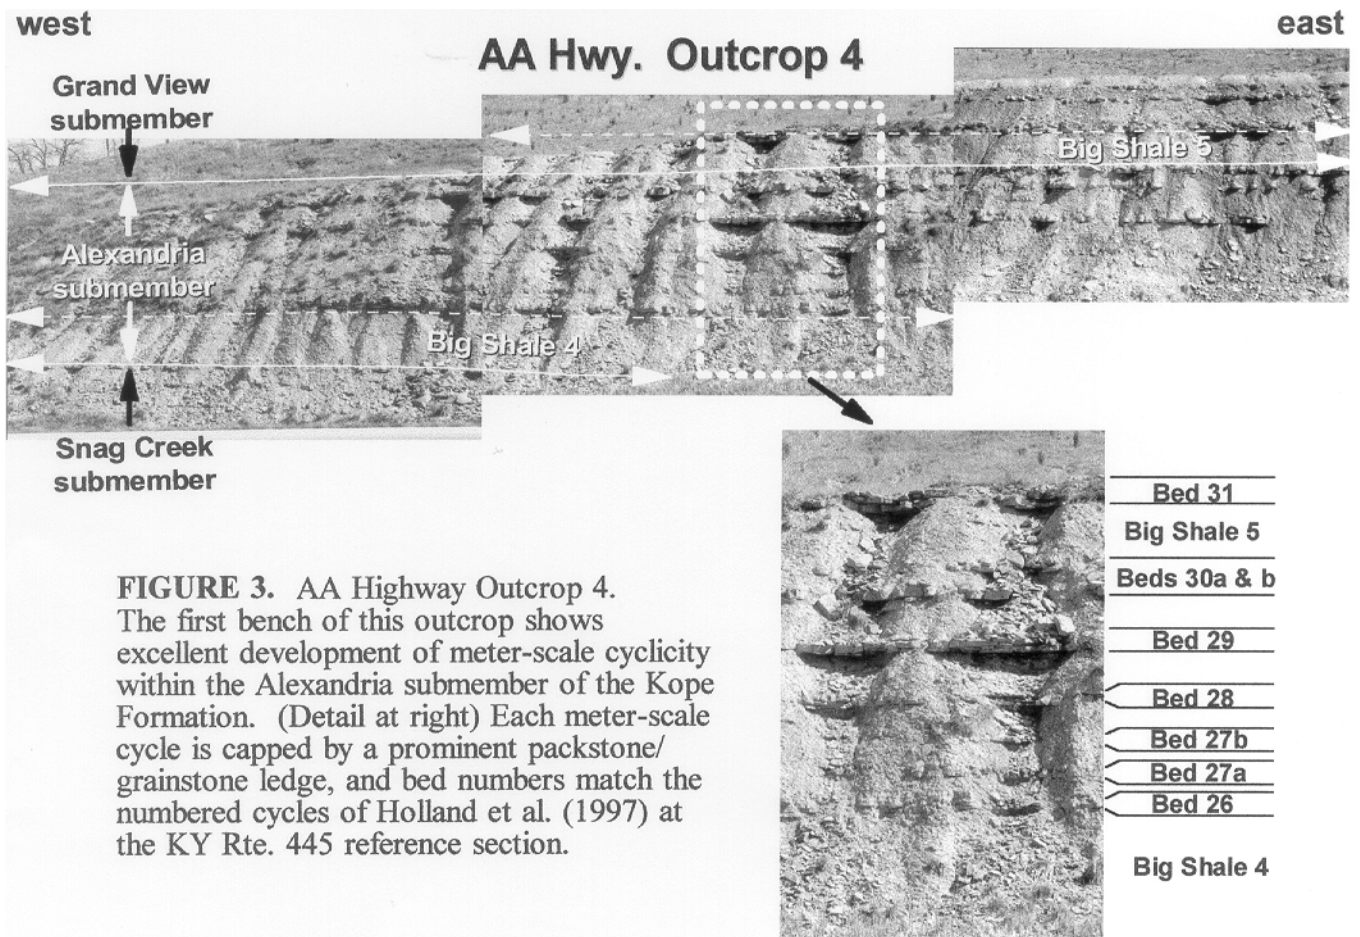 west
east
AA Hwy. Outcrop 4
Grand View
submember
Big Shale 5
Alexandria
submember
Big Shale 4
Snag Creek
submember
Bed 31
Big Shale 5
Beds 30a & b
Bed 29
Bed 28
Bed 27b
Bed 27a
Bed 26
Big Shale 4
FIGURE 3. AA Highway Outcrop 4.
The first bench of this outcrop shows
excellent development of meter-scale cyclicity
within the Alexandria submember of the Kope
Formation. (Detail at right) Each meter-scale
cycle is capped by a prominent packstone/
grainstone ledge, and bed numbers match the
numbered cycles of Holland et al. (1997) at
the KY Rte. 445 reference section.